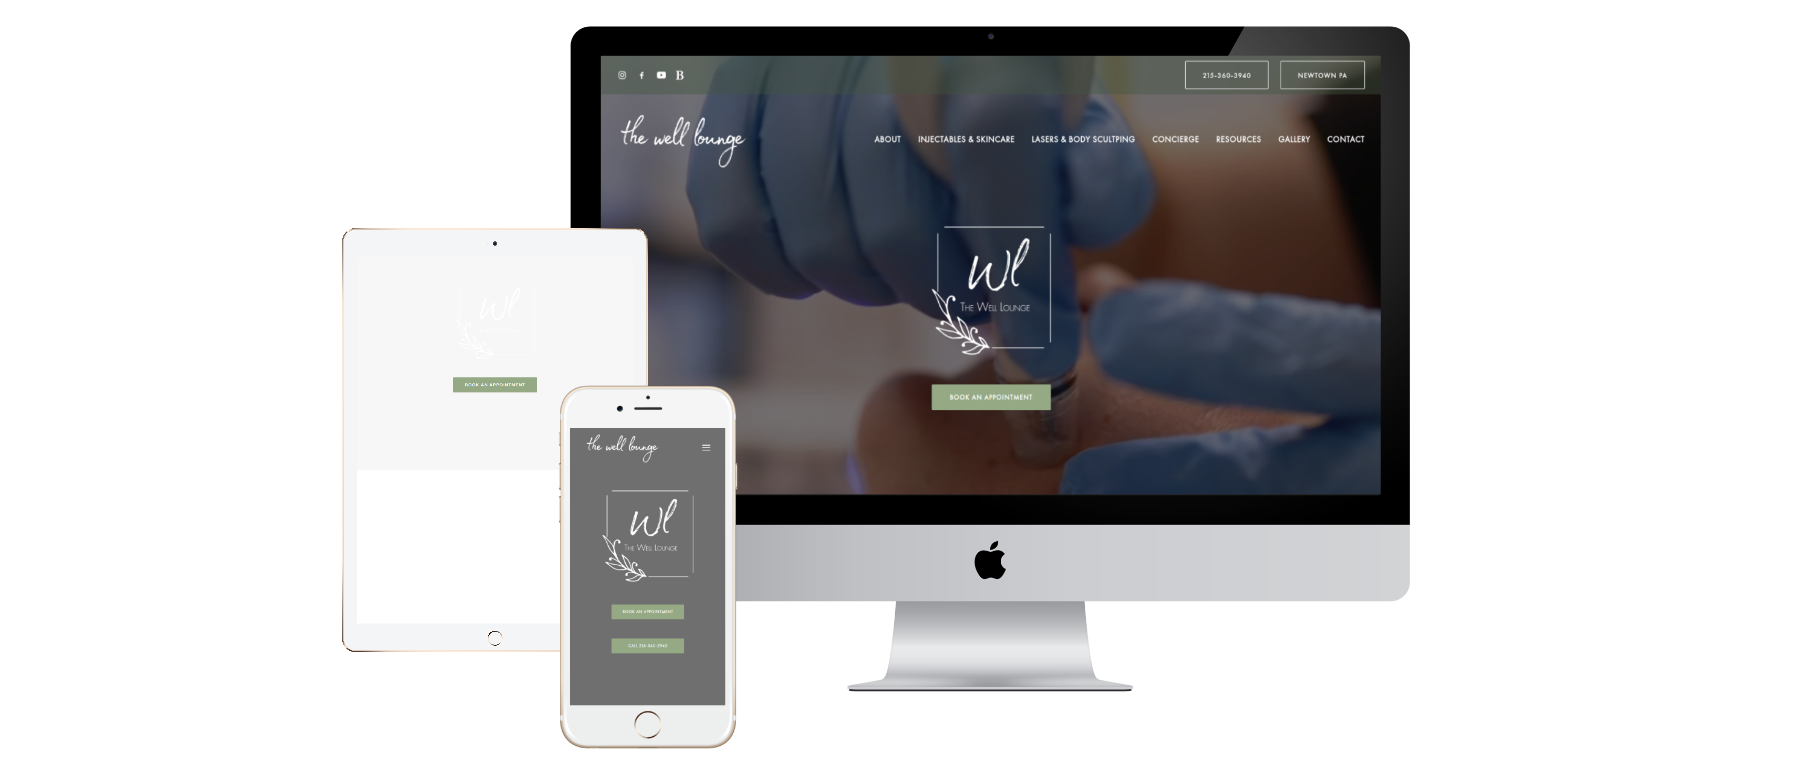 B
215-360-3940
NEWTOWN PA
the well lounge
ABOUT
INJECTABLES & SKINCARE
LASERS & BODY SCULTPING
CONCIERGE
RESOURCES
GALLERY
CONTACT
Wl
THE WELL LOUNGE
BOOK AN APPOINTMENT
Wl
BOOK AN APPOINTMENT
the well lounge
Wl
THE WELL LOUNGE
BOOK AN APPOINTMENT
CALL 215-360-3940